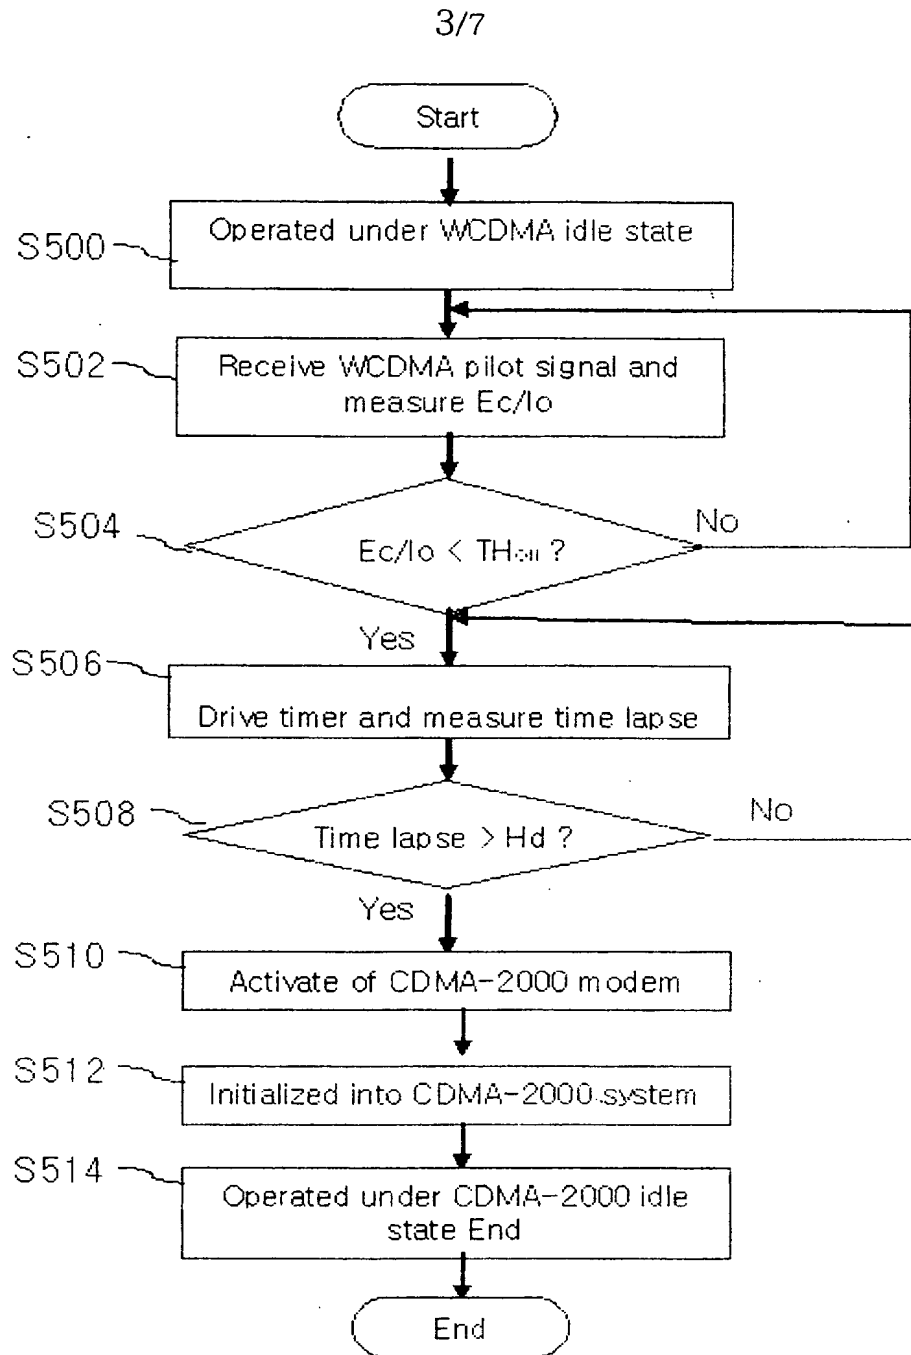 3/7
Start
S500
Operated under WCDMA idle state
S502
Receive WCDMA pilot signal and
measure Ec/Io
S504
Ec/Io < TH ?
No
Yes
S506
Drive timer and measure time lapse
S508
Time lapse > Hd ?
No
Yes
S510
Activate of CDMA-2000 modem
S512
Initialized into CDMA-2000 system
S514
Operated under CDMA-2000 idle
state End
End